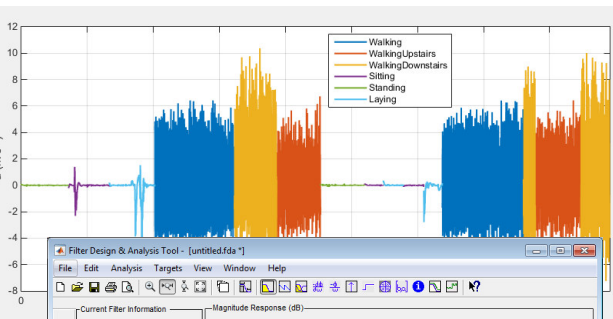 12
10
8
6
4
2
0
-2
-4
-6
-8
0
Walking
WalkingUpstairs
WalkingDownstairs
Sitting
Standing
Laying
Filter Design & Analysis Tool - [untitled.fda *]
File Edit Analysis Targets View Window Help
Current Filter Information
Magnitude Response (dB)